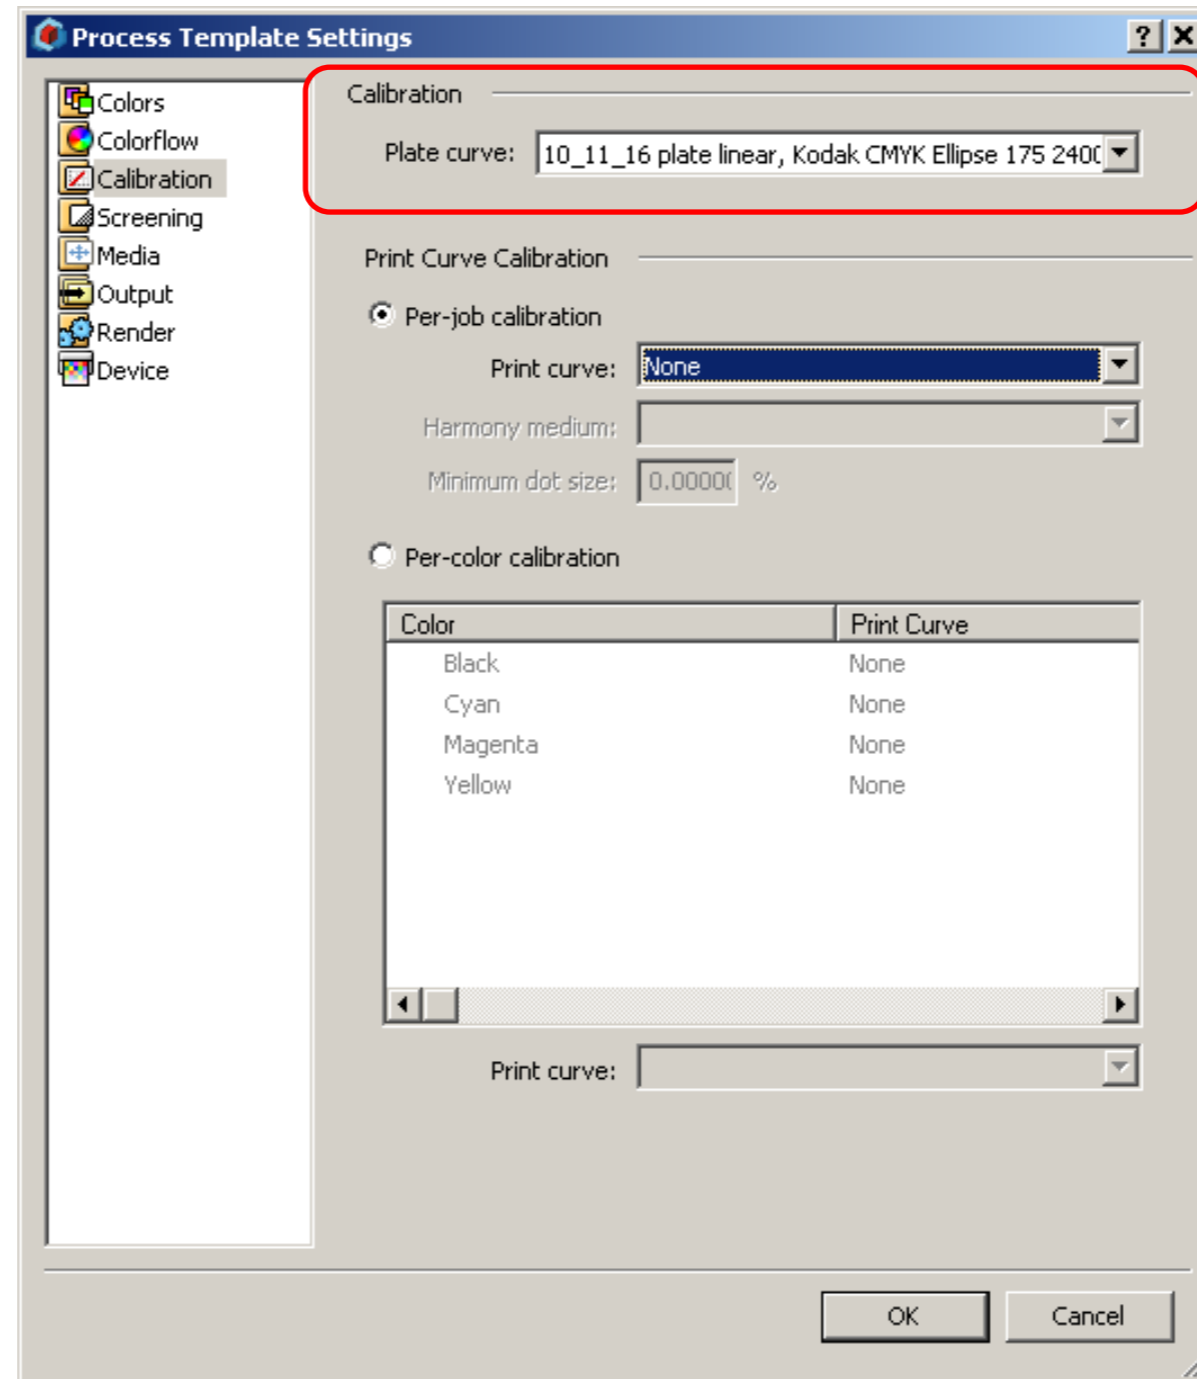 Process Template Settings
Colors
Colorflow
Calibration
Screening
Media
Output
Render
Device
Calibration
Plate curve: 10_11_16 plate linear, Kodak CMYK Ellipse 175 240
Print Curve Calibration
Per-job calibration
Print curve: None
Harmony medium:
Minimum dot size: 0.0000 %
Per-color calibration
Color Print Curve
Black None
Cyan None
Magenta None
Yellow None
Print curve:
OK Cancel